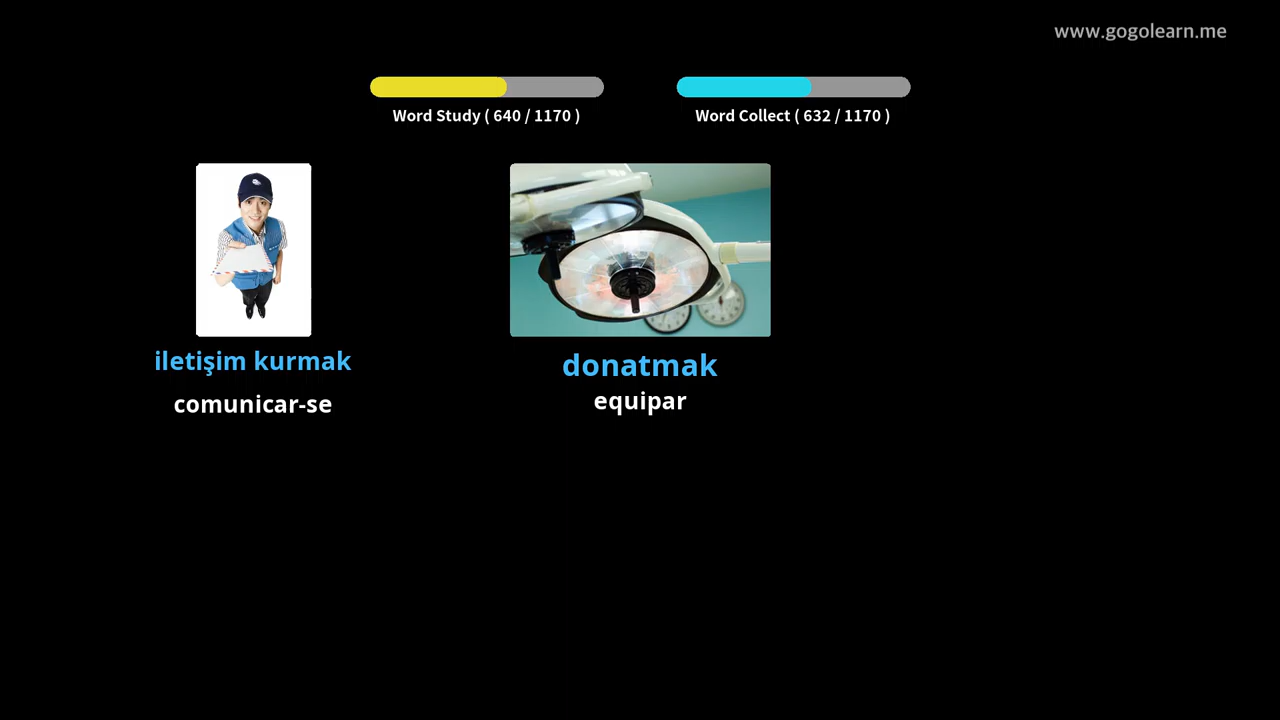 www.gogolearn.me
Word Study ( 640 / 1170 )
Word Collect ( 632 / 1170 )
iletişim kurmak
comunicar-se
donatmak
equipar